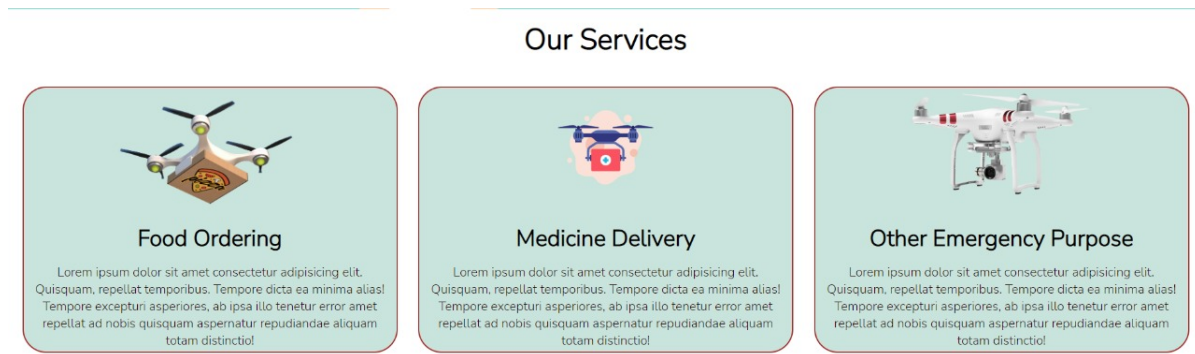 Our Services
Food Ordering
Lorem ipsum dolor sit amet consectetur adipisicing elit.
Quisquam, repellat temporibus. Tempore dicta ea minima alias!
Tempore excepturi asperiores, ab ipsa illo tenetur error amet
repellat ad nobis quisquam aspernatur repudiandae aliquam
totam distinctio!
Medicine Delivery
Lorem ipsum dolor sit amet consectetur adipisicing elit.
Quisquam, repellat temporibus. Tempore dicta ea minima alias!
Tempore excepturi asperiores, ab ipsa illo tenetur error amet
repellat ad nobis quisquam aspernatur repudiandae aliquam
totam distinctio!
Other Emergency Purpose
Lorem ipsum dolor sit amet consectetur adipisicing elit.
Quisquam, repellat temporibus. Tempore dicta ea minima alias!
Tempore excepturi asperiores, ab ipsa illo tenetur error amet
repellat ad nobis quisquam aspernatur repudiandae aliquam
totam distinctio!